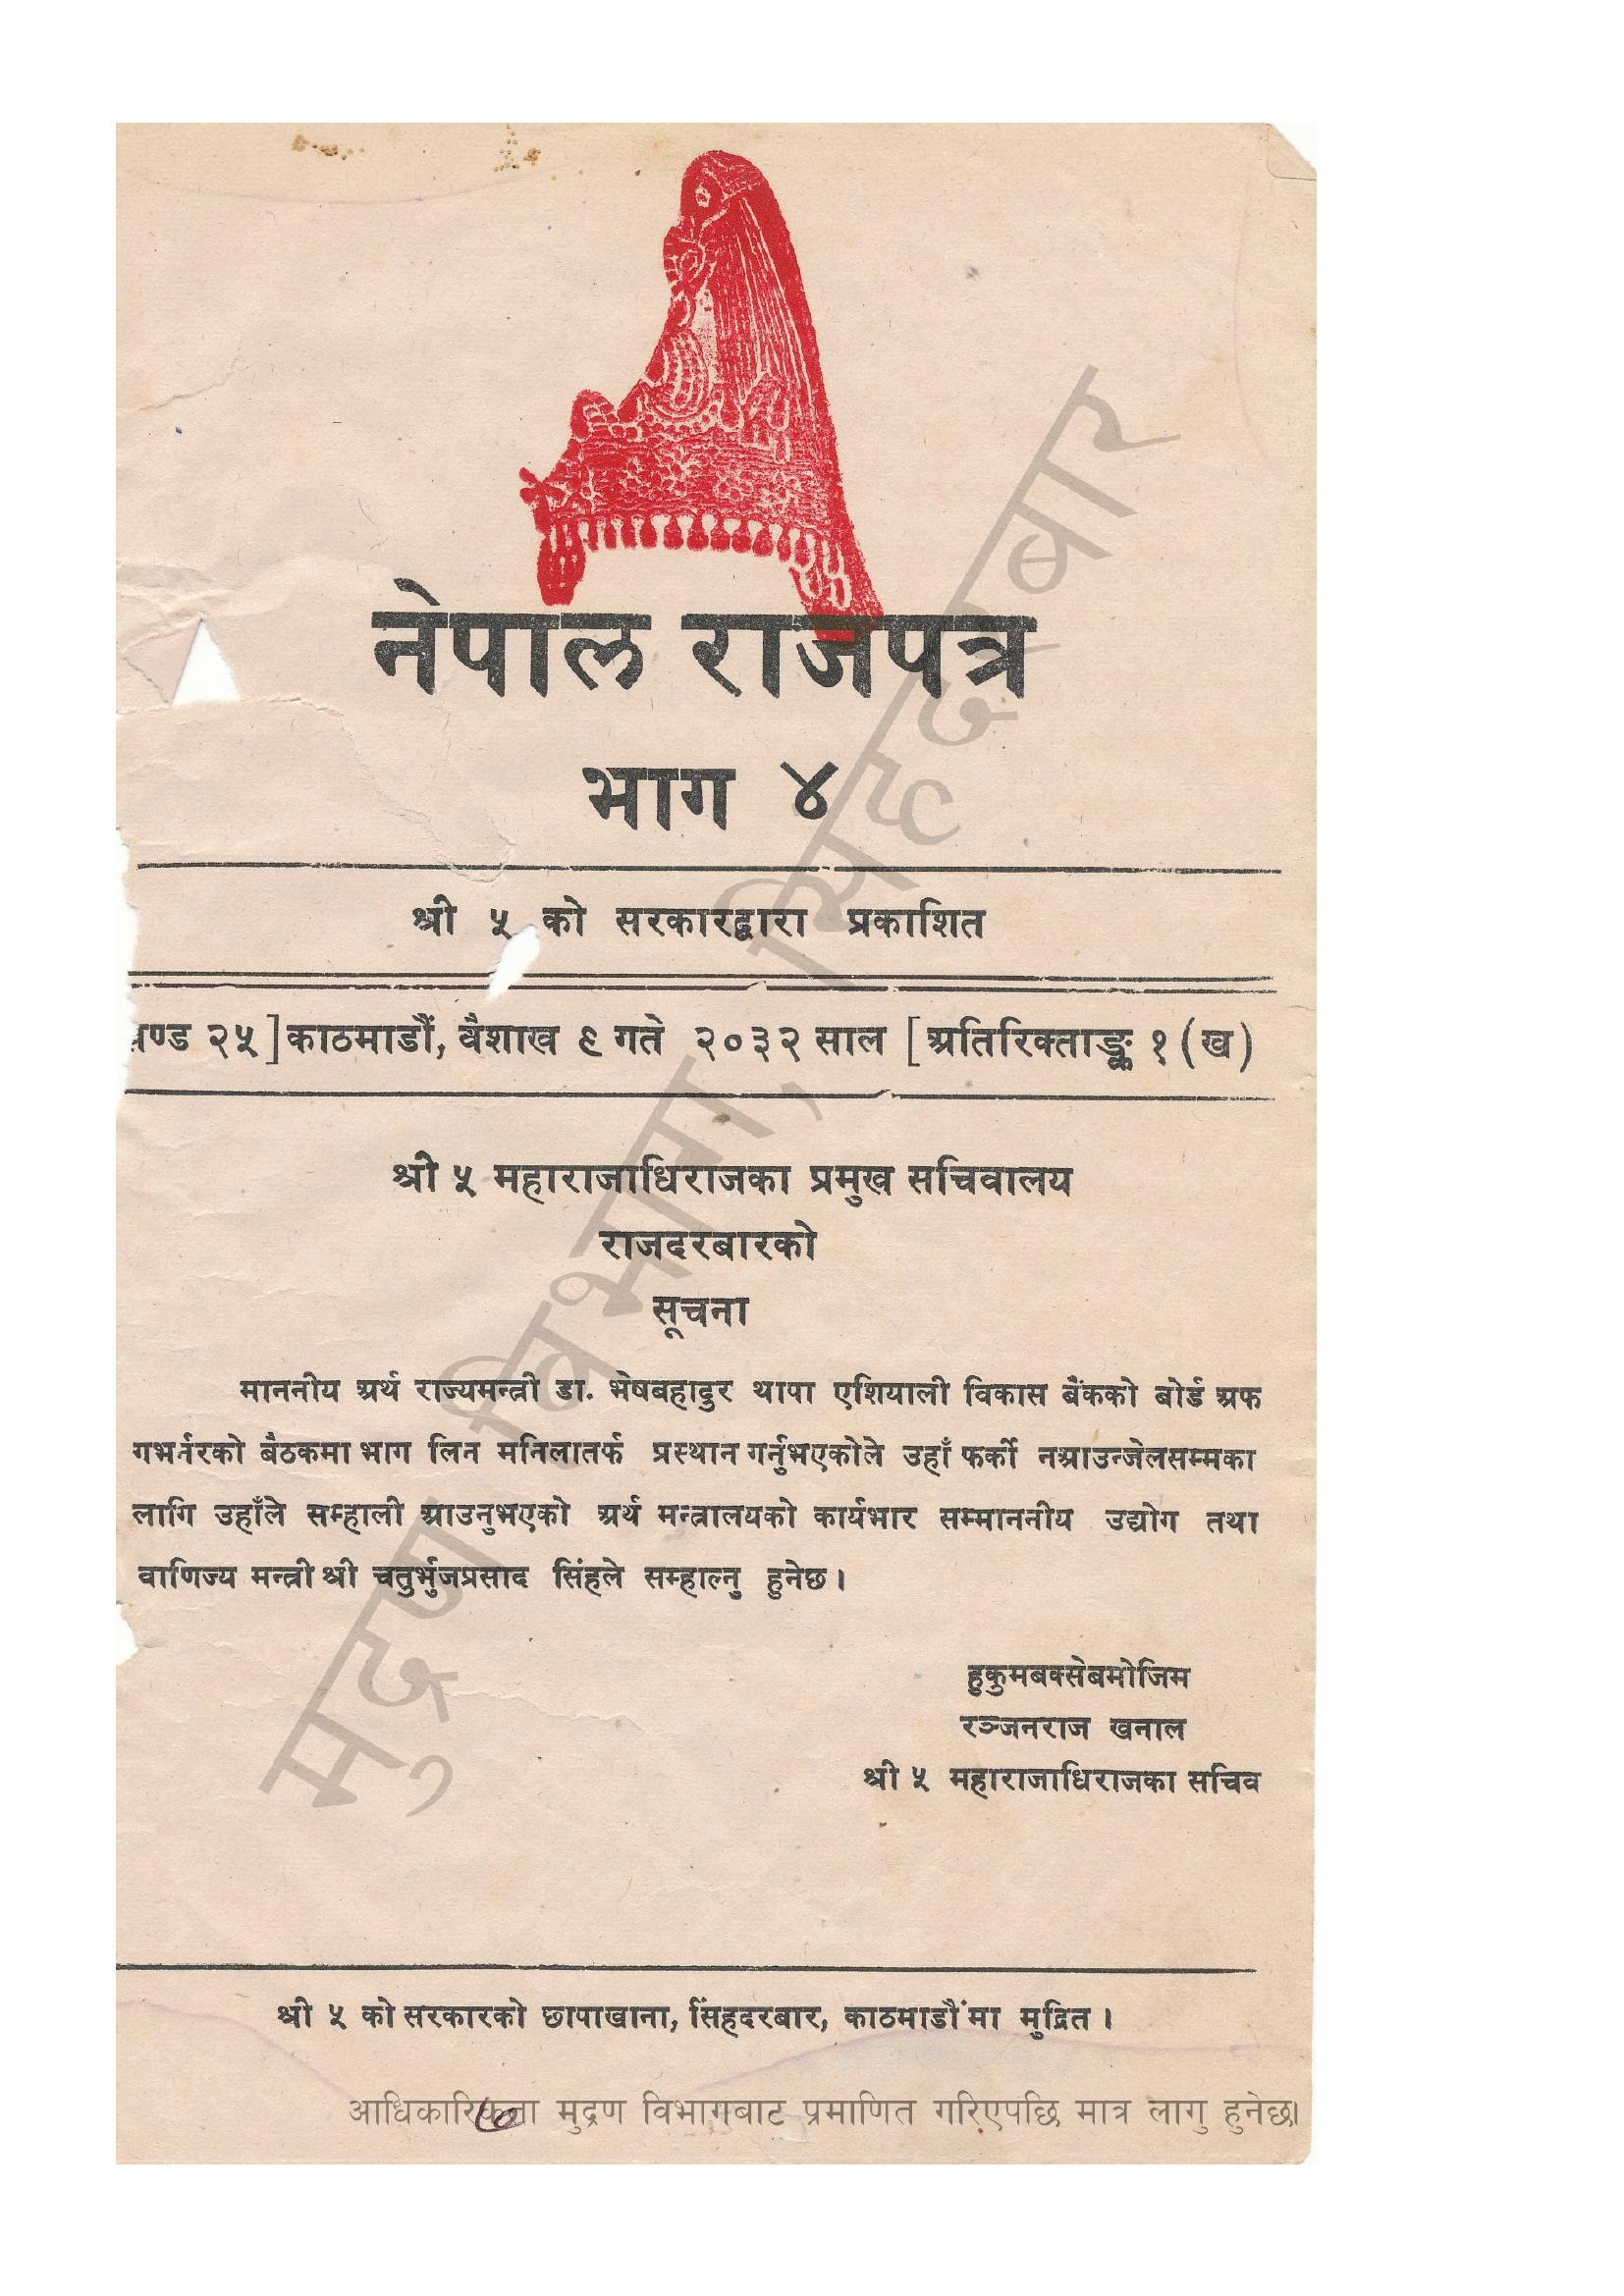 नेपाल राजपत्र
भाग ४
श्री ५ को सरकारद्वारा प्रकाशित
खण्ड २५ ] काठमाडौं, वैशाख ९ गते २०३२ साल [ अतिरिक्ताङ्क १ (ख)
श्री ५ महाराजाधिराजका प्रमुख सचिवालय
राजदरबारको
सूचना
माननीय अर्थ राज्यमन्त्री डा. भेषबहादुर थापा एशियाली विकास बैंकको बोर्ड अफ
गभर्नरको बैठकमा भाग लिन मनिलातर्फ प्रस्थान गर्नुभएकोले उहाँ फर्की नआउन्जेलसम्मका
लागि उहाँले सम्हाली आउनुभएको अर्थ मन्त्रालयको कार्यभार सम्माननीय उद्योग तथा
वाणिज्य मन्त्री श्री चतुर्भुजप्रसाद सिंहले सम्हाल्नु हुनेछ ।
हुकुमबक्सेबमोजिम
रञ्जनराज खनाल
श्री ५ महाराजाधिराजका सचिव
श्री ५ को सरकारको छापाखाना, सिंहदरबार, काठमाडौंमा मुद्रित ।
आधिकारिकता मुद्रण विभागबाट प्रमाणित गरिएपछि मात्र लागु हुनेछ।
मुद्रण विभाग, सिंहदरबार